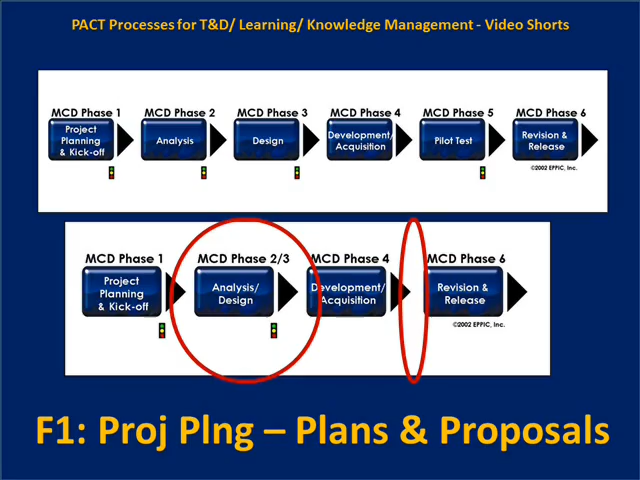 PACT Processes for T&D/ Learning/ Knowledge Management - Video Shorts
MCD Phase 1 MCD Phase 2 MCD Phase 3 MCD Phase 4 MCD Phase 5 MCD Phase 6
Project
Planning
& Kick-off
Analysis
Design
Development/
Acquisition
Pilot Test
Revision &
Release
©2002 EPPIC, Inc.
MCD Phase 1 MCD Phase 2/3 MCD Phase 4 MCD Phase 6
Project
Planning
& Kick-off
Analysis/
Design
Development/
Acquisition
Revision &
Release
©2002 EPPIC, Inc.
F1: Proj Plng – Plans & Proposals